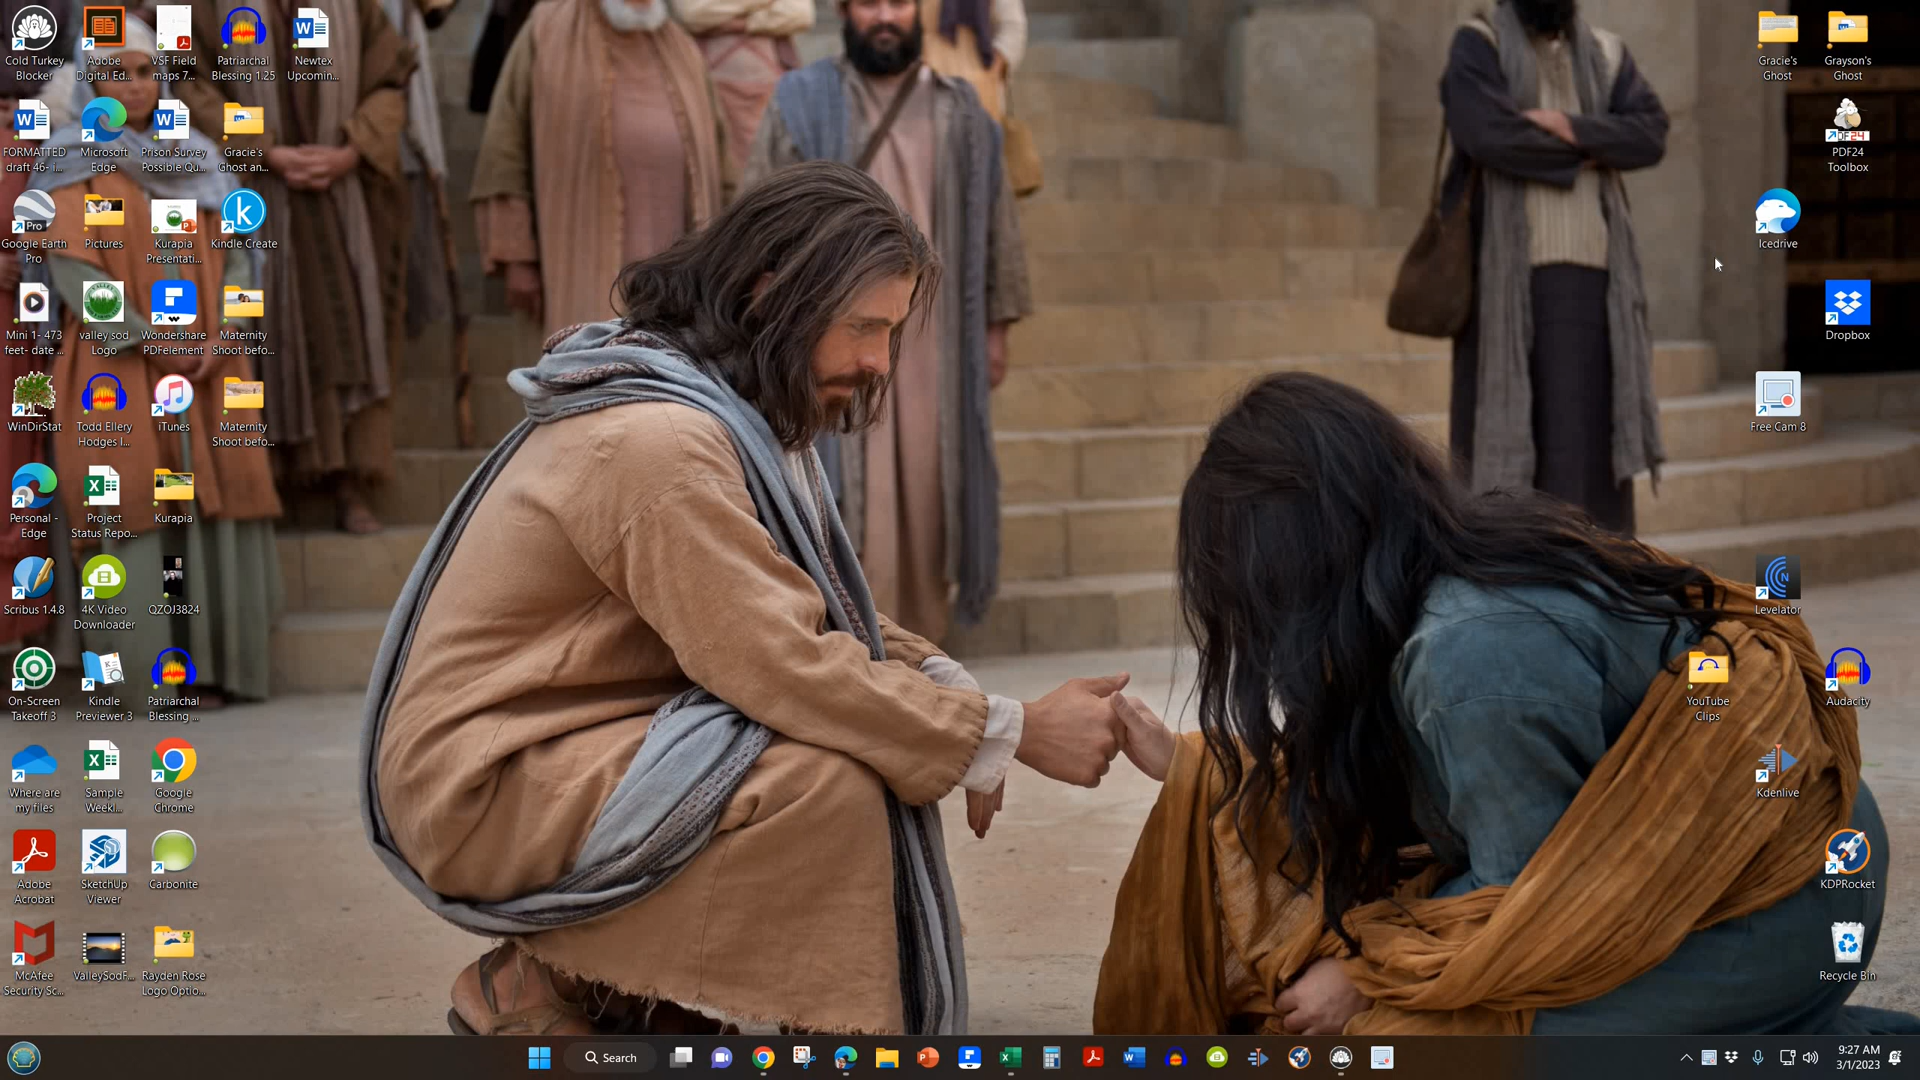 Cold Turkey
Blocker
Adobe
Digital Ed...
VSF Field
maps 7...
Patriarchal
Blessing 1.25
Newtex
Upcomin...
FORMATTED
draft 46- i...
Microsoft
Edge
Prison Survey
Possible Qu...
Gracie's
Ghost an...
Pro
Google Earth
Pro
Pictures
Kurapia
Presentati...
Kindle Create
Mini 1- 473
feet- date ...
valley sod
Logo
Wondershare
PDFelement
Maternity
Shoot befo...
WinDirStat
Todd Ellery
Hodges I...
iTunes
Maternity
Shoot befo...
Personal -
Edge
Project
Status Repo...
Kurapia
Scribus 1.4.8
4K Video
Downloader
QZOJ3824
On-Screen
Takeoff 3
Kindle
Previewer 3
Patriarchal
Blessing ...
Where are
my files
Sample
Weekl...
Google
Chrome
Adobe
Acrobat
SketchUp
Viewer
Carbonite
McAfee
Security Sc...
ValleySodF...
Rayden Rose
Logo Optio...
Gracie's
Ghost
Grayson's
Ghost
PDF24
Toolbox
Icedrive
Dropbox
Free Cam 8
Levelator
YouTube
Clips
Audacity
Kdenlive
KDPRocket
Recycle Bin
Search
9:27 AM
3/1/2023